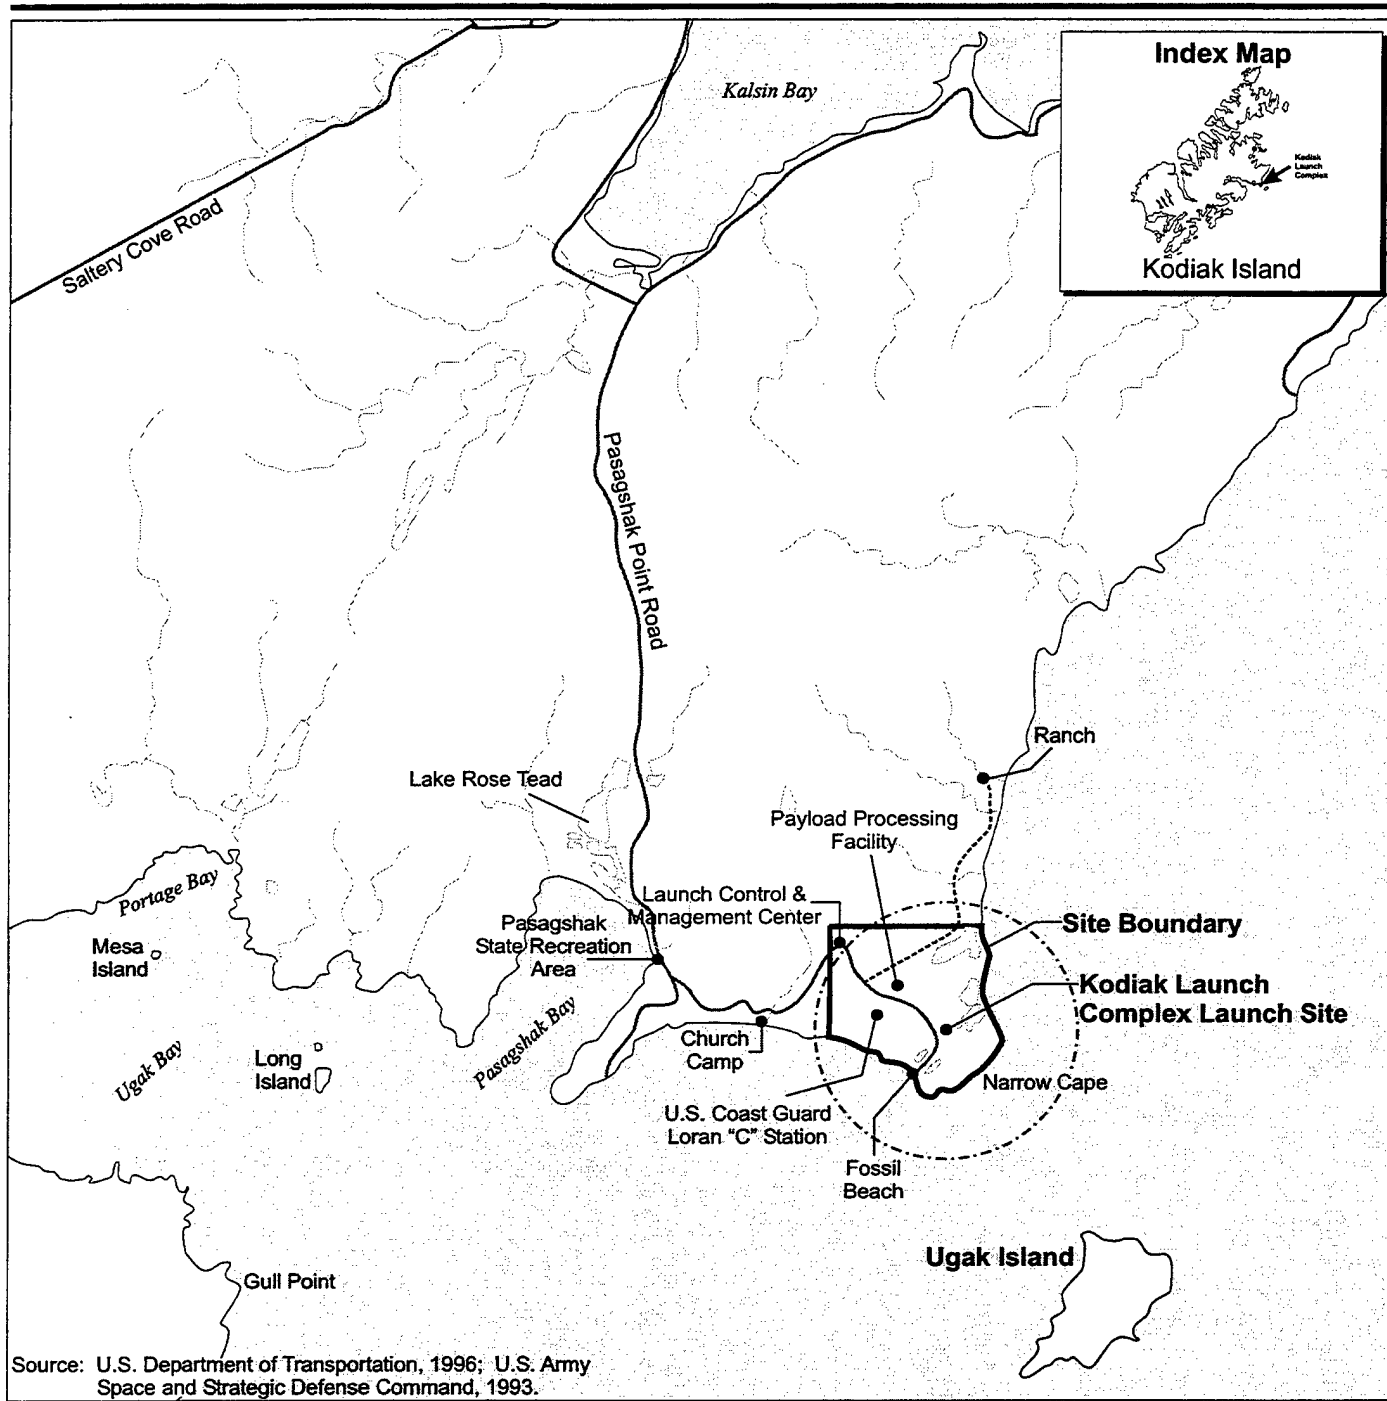 Index Map
Kodiak
Launch
Complex
Kodiak Island
Kalsin Bay
Saltery Cove Road
Pasagshak Point Road
Ranch
Lake Rose Tead
Payload Processing
Facility
Portage Bay
Launch Control &
Management Center
Pasagshak
State Recreation
Area
Site Boundary
Mesa
Island
Kodiak Launch
Complex Launch Site
Ugak Bay
Long
Island
Pasagshak Bay
Church
Camp
Narrow Cape
U.S. Coast Guard
Loran "C" Station
Fossil
Beach
Ugak Island
Gull Point
Source: U.S. Department of Transportation, 1996; U.S. Army
Space and Strategic Defense Command, 1993.